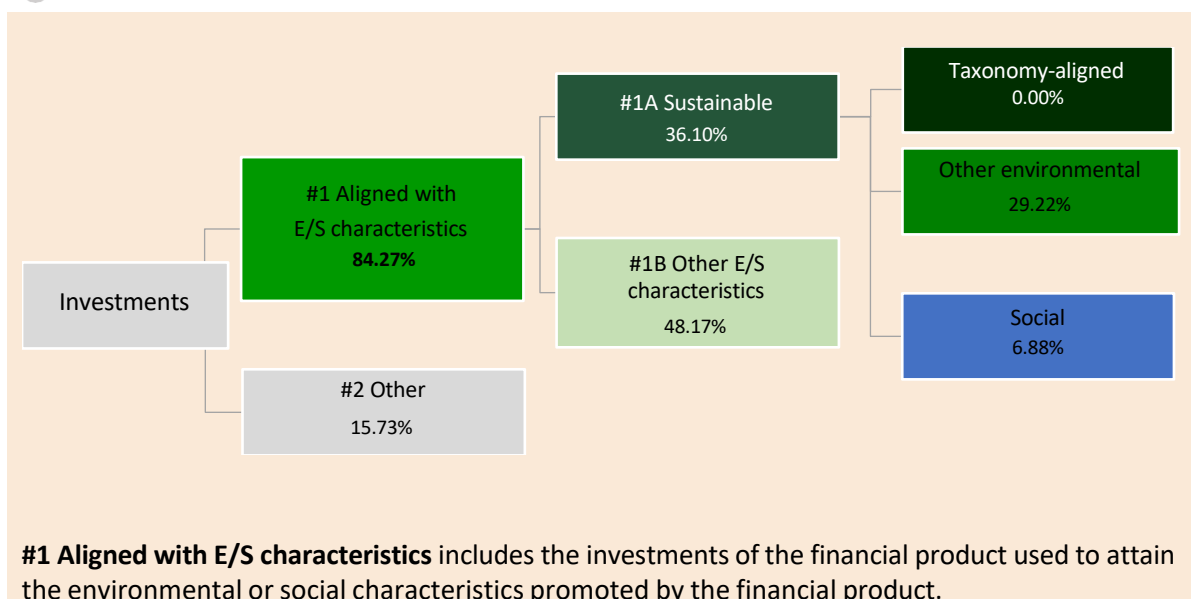 Investments
#1 Aligned with
E/S characteristics
84.27%
#2 Other
15.73%
#1A Sustainable
36.10%
#1B Other E/S
characteristics
48.17%
Taxonomy-aligned
0.00%
Other environmental
29.22%
Social
6.88%
#1 Aligned with E/S characteristics includes the investments of the financial product used to attain
the environmental or social characteristics promoted by the financial product.